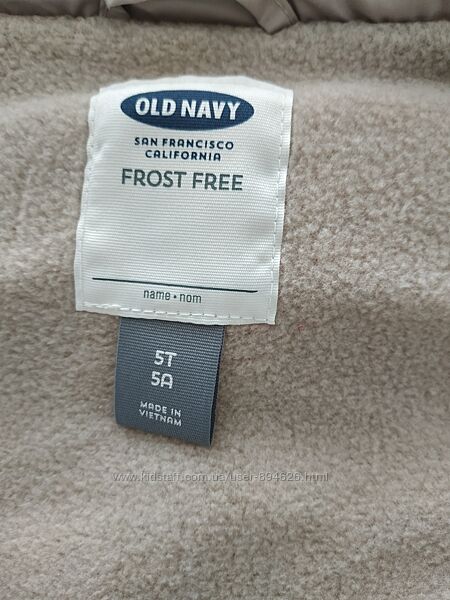 OLD NAVY
SAN FRANCISCO
CALIFORNIA
FROST FREE
name • nom
5T
5A
MADE IN
VIETNAM
www.kidstaff.com.ua/user-894626.html